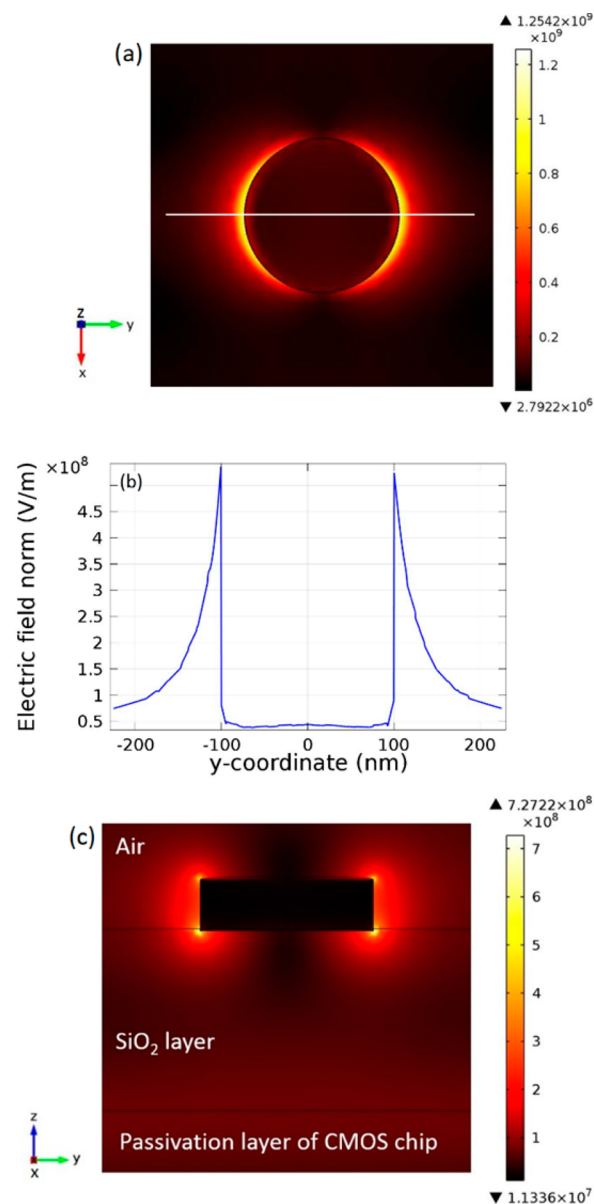 ▲ 1.2542×10⁹
×10⁹
(a)
1.2
1
0.8
0.6
0.4
0.2
▼ 2.7922×10⁶
z
y
x
×10⁸
(b)
Electric field norm (V/m)
4.5
4
3.5
3
2.5
2
1.5
1
0.5
-200 -100 0 100 200
y-coordinate (nm)
▲ 7.2722×10⁸
×10⁸
(c)
Air
7
6
5
4
3
2
1
SiO₂ layer
Passivation layer of CMOS chip
z
x
y
▼ 1.1336×10⁷